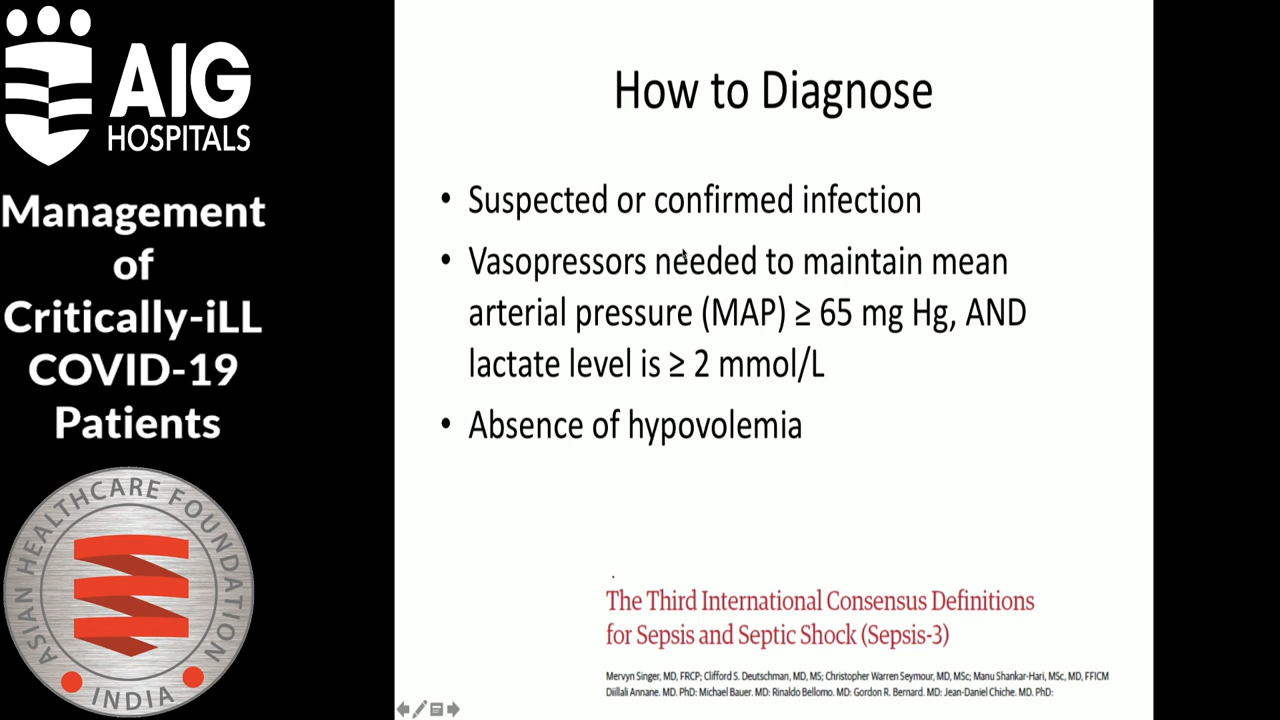 AIG
HOSPITALS
Management
of
Critically-iLL
COVID-19
Patients
ASIAN HEALTHCARE FOUNDATION
INDIA
How to Diagnose
• Suspected or confirmed infection
• Vasopressors needed to maintain mean
arterial pressure (MAP) ≥ 65 mg Hg, AND
lactate level is ≥ 2 mmol/L
• Absence of hypovolemia
The Third International Consensus Definitions
for Sepsis and Septic Shock (Sepsis-3)
Mervyn Singer, MD, FRCP; Clifford S. Deutschman, MD, MS; Christopher Warren Seymour, MD, MSc; Manu Shankar-Hari, MSc, MD, FFICM
Djillali Annane, MD, PhD; Michael Bauer, MD; Rinaldo Bellomo, MD; Gordon R. Bernard, MD; Jean-Daniel Chiche, MD, PhD;